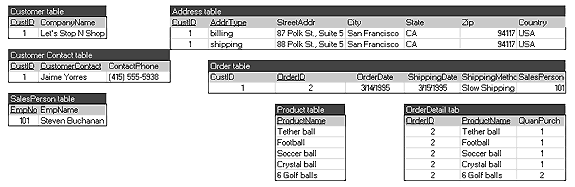 Customer table
CustID CompanyName
1 Let's Stop N Shop
Address table
CustID AddrType StreetAddr City State Zip Country
1 billing 87 Polk St., Suite 5 San Francisco CA 94117 USA
1 shipping 88 Polk St., Suite 5 San Francisco CA 94117 USA
Customer Contact table
CustID CustomerContact ContactPhone
1 Jaime Yorres (415) 555-5938
Order table
CustID OrderID OrderDate ShippingDate ShippingMetho SalesPerson
1 2 3/14/1995 3/15/1995 Slow Shipping 101
SalesPerson table
EmpNo EmpName
101 Steven Buchanan
Product table
ProductName
Tether ball
Football
Soccer ball
Crystal ball
6 Golf balls
OrderDetail tab
OrderID ProductName QuanPurch
2 Tether ball 1
2 Football 1
2 Soccer ball 1
2 Crystal ball 1
2 6 Golf balls 2